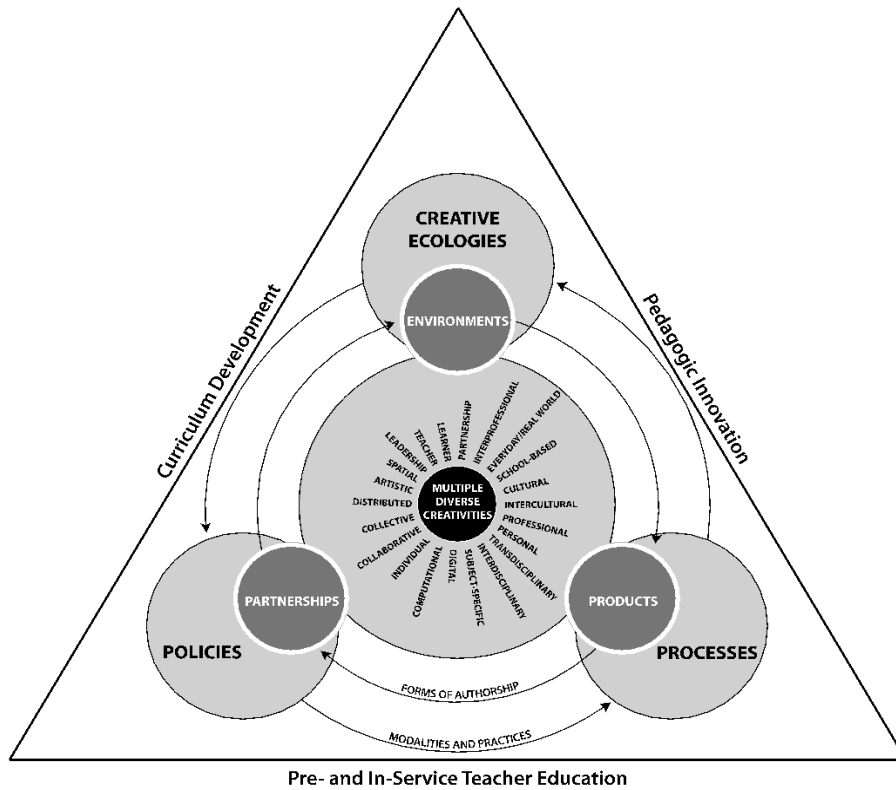 CREATIVE
ECOLOGIES
ENVIRONMENTS
Curriculum Development
Pedagogic Innovation
PARTNERSHIP
INTERPROFESSIONAL
EVERYDAY/REAL WORLD
SCHOOL-BASED
CULTURAL
INTERCULTURAL
PROFESSIONAL
PERSONAL
TRANSDISCIPLINARY
INTERDISCIPLINARY
SUBJECT-SPECIFIC
DIGITAL
COMPUTATIONAL
INDIVIDUAL
COLLABORATIVE
COLLECTIVE
DISTRIBUTED
ARTISTIC
SPATIAL
LEADERSHIP
TEACHER
LEARNER
MULTIPLE
DIVERSE
CREATIVITIES
PARTNERSHIPS
PRODUCTS
POLICIES
PROCESSES
FORMS OF AUTHORSHIP
MODALITIES AND PRACTICES
Pre- and In-Service Teacher Education